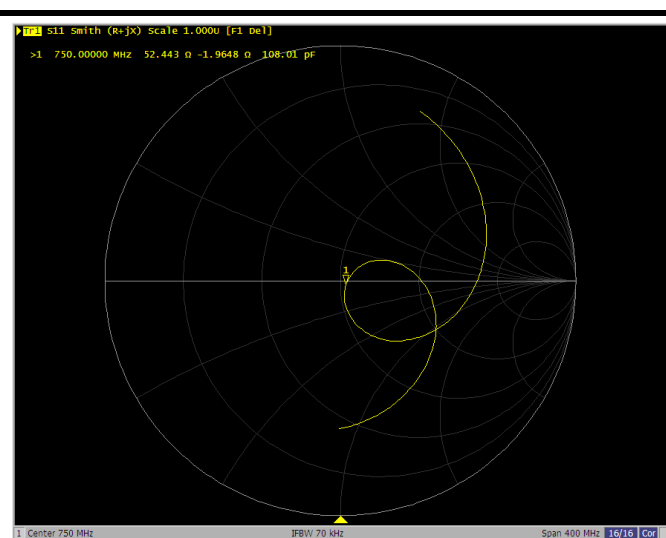 Tr1 S11 Smith (R+jX) Scale 1.000U [F1 Del]
>1 750.00000 MHz 52.443 Ω -1.9648 Ω 108.01 pF
1
1 Center 750 MHz IFBW 70 kHz Span 400 MHz 16/16 Cor